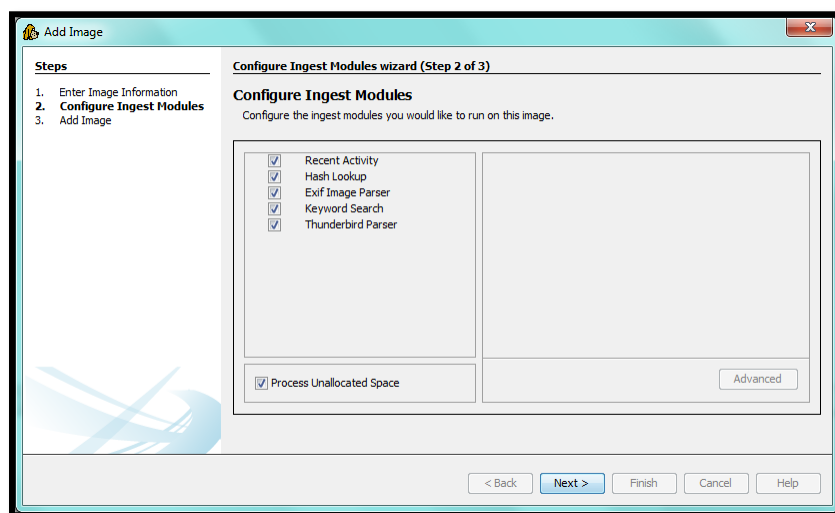 Add Image
X
Steps
1. Enter Image Information
2. Configure Ingest Modules
3. Add Image
Configure Ingest Modules wizard (Step 2 of 3)
Configure Ingest Modules
Configure the ingest modules you would like to run on this image.
Recent Activity
Hash Lookup
Exif Image Parser
Keyword Search
Thunderbird Parser
Process Unallocated Space
Advanced
< Back Next > Finish Cancel Help